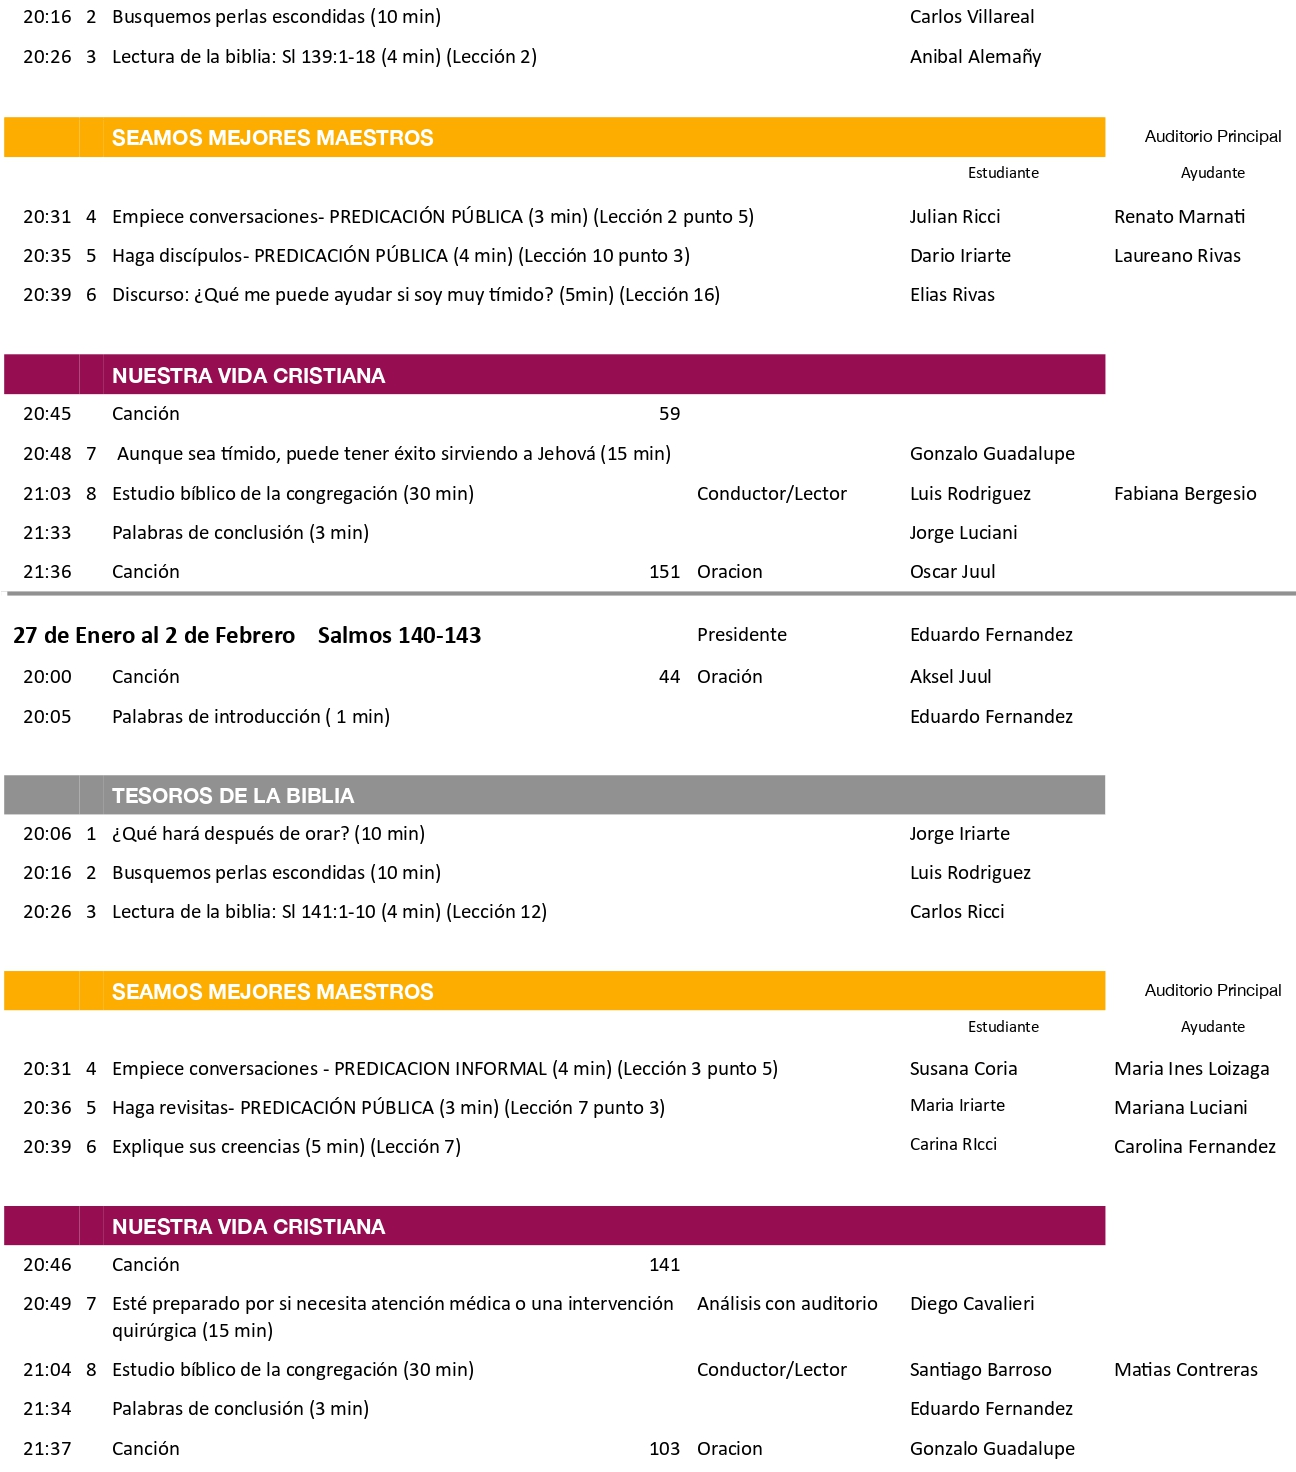 20:16 2 Busquemos perlas escondidas (10 min) Carlos Villareal
20:26 3 Lectura de la biblia: Sl 139:1-18 (4 min) (Lección 2) Anibal Alemañy
SEAMOS MEJORES MAESTROS Auditorio Principal
Estudiante Ayudante
20:31 4 Empiece conversaciones- PREDICACIÓN PÚBLICA (3 min) (Lección 2 punto 5) Julian Ricci Renato Marnati
20:35 5 Haga discípulos- PREDICACIÓN PÚBLICA (4 min) (Lección 10 punto 3) Dario Iriarte Laureano Rivas
20:39 6 Discurso: ¿Qué me puede ayudar si soy muy tímido? (5min) (Lección 16) Elias Rivas
NUESTRA VIDA CRISTIANA
20:45 Canción 59
20:48 7 Aunque sea tímido, puede tener éxito sirviendo a Jehová (15 min) Gonzalo Guadalupe
21:03 8 Estudio bíblico de la congregación (30 min) Conductor/Lector Luis Rodriguez Fabiana Bergesio
21:33 Palabras de conclusión (3 min) Jorge Luciani
21:36 Canción 151 Oracion Oscar Juul
27 de Enero al 2 de Febrero Salmos 140-143 Presidente Eduardo Fernandez
20:00 Canción 44 Oración Aksel Juul
20:05 Palabras de introducción ( 1 min) Eduardo Fernandez
TESOROS DE LA BIBLIA
20:06 1 ¿Qué hará después de orar? (10 min) Jorge Iriarte
20:16 2 Busquemos perlas escondidas (10 min) Luis Rodriguez
20:26 3 Lectura de la biblia: Sl 141:1-10 (4 min) (Lección 12) Carlos Ricci
SEAMOS MEJORES MAESTROS Auditorio Principal
Estudiante Ayudante
20:31 4 Empiece conversaciones - PREDICACION INFORMAL (4 min) (Lección 3 punto 5) Susana Coria Maria Ines Loizaga
20:36 5 Haga revisitas- PREDICACIÓN PÚBLICA (3 min) (Lección 7 punto 3) Maria Iriarte Mariana Luciani
20:39 6 Explique sus creencias (5 min) (Lección 7) Carina RIcci Carolina Fernandez
NUESTRA VIDA CRISTIANA
20:46 Canción 141
20:49 7 Esté preparado por si necesita atención médica o una intervención Análisis con auditorio Diego Cavalieri
quirúrgica (15 min)
21:04 8 Estudio bíblico de la congregación (30 min) Conductor/Lector Santiago Barroso Matias Contreras
21:34 Palabras de conclusión (3 min) Eduardo Fernandez
21:37 Canción 103 Oracion Gonzalo Guadalupe